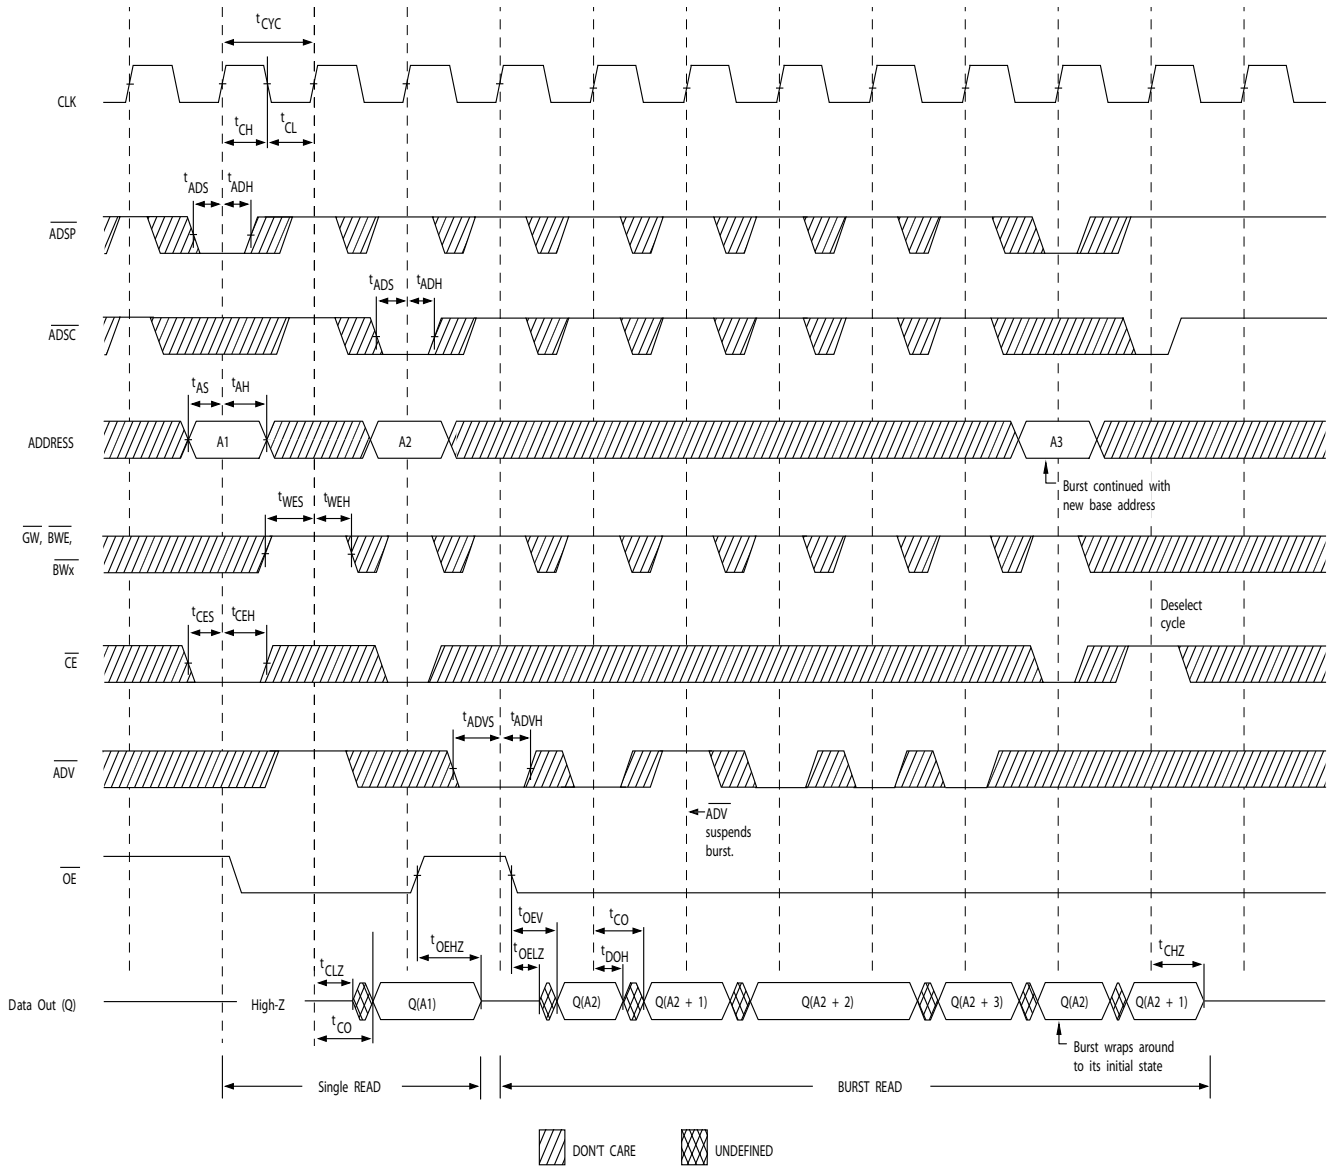 tCYC
CLK
tCH
tCL
tADS
tADH
ADSP
tADS
tADH
ADSC
tAS
tAH
ADDRESS
A1
A2
A3
Burst continued with
new base address
tWES
tWEH
GW, BWE,
BWx
tCES
tCEH
Deselect
cycle
CE
tADVS
tADVH
ADV
ADV
suspends
burst.
OE
tOEV
tCO
tOEHZ
tOELZ
tDOH
tCHZ
tCLZ
Data Out (Q)
High-Z
Q(A1)
Q(A2)
Q(A2 + 1)
Q(A2 + 2)
Q(A2 + 3)
Q(A2)
Q(A2 + 1)
tCO
Burst wraps around
to its initial state
Single READ
BURST READ
DON'T CARE
UNDEFINED